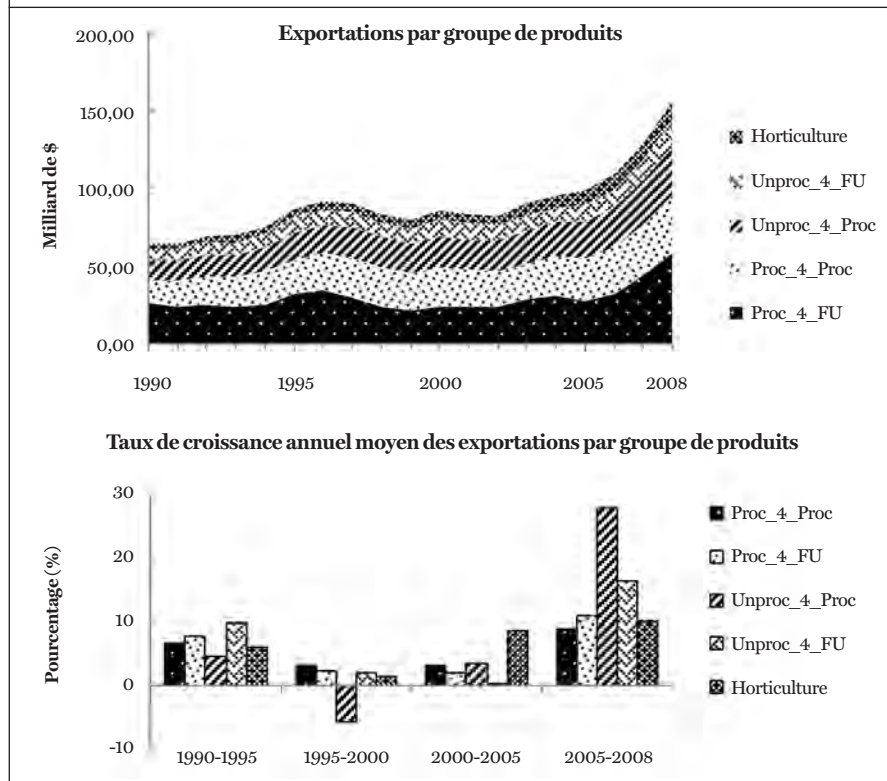 Exportations par groupe de produits
Milliard de $
200,00
150,00
100,00
50,00
0,00
1990 1995 2000 2005 2008
Horticulture
Unproc_4_FU
Unproc_4_Proc
Proc_4_Proc
Proc_4_FU
Taux de croissance annuel moyen des exportations par groupe de produits
Pourcentage (%)
30
20
10
0
-10
1990-1995 1995-2000 2000-2005 2005-2008
Proc_4_Proc
Proc_4_FU
Unproc_4_Proc
Unproc_4_FU
Horticulture